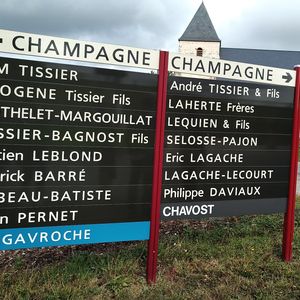 CHAMPAGNE
M TISSIER
OGENE Tissier Fils
THELET-MARGOUILLAT
SSIER-BAGNOST Fils
tien LEBLOND
rick BARRÉ
BEAU-BATISTE
n PERNET
GAVROCHE
CHAMPAGNE
André TISSIER & Fils
LAHERTE Frères
LEQUIEN & Fils
SELOSSE-PAJON
Eric LAGACHE
LAGACHE-LECOURT
Philippe DAVIAUX
CHAVOST